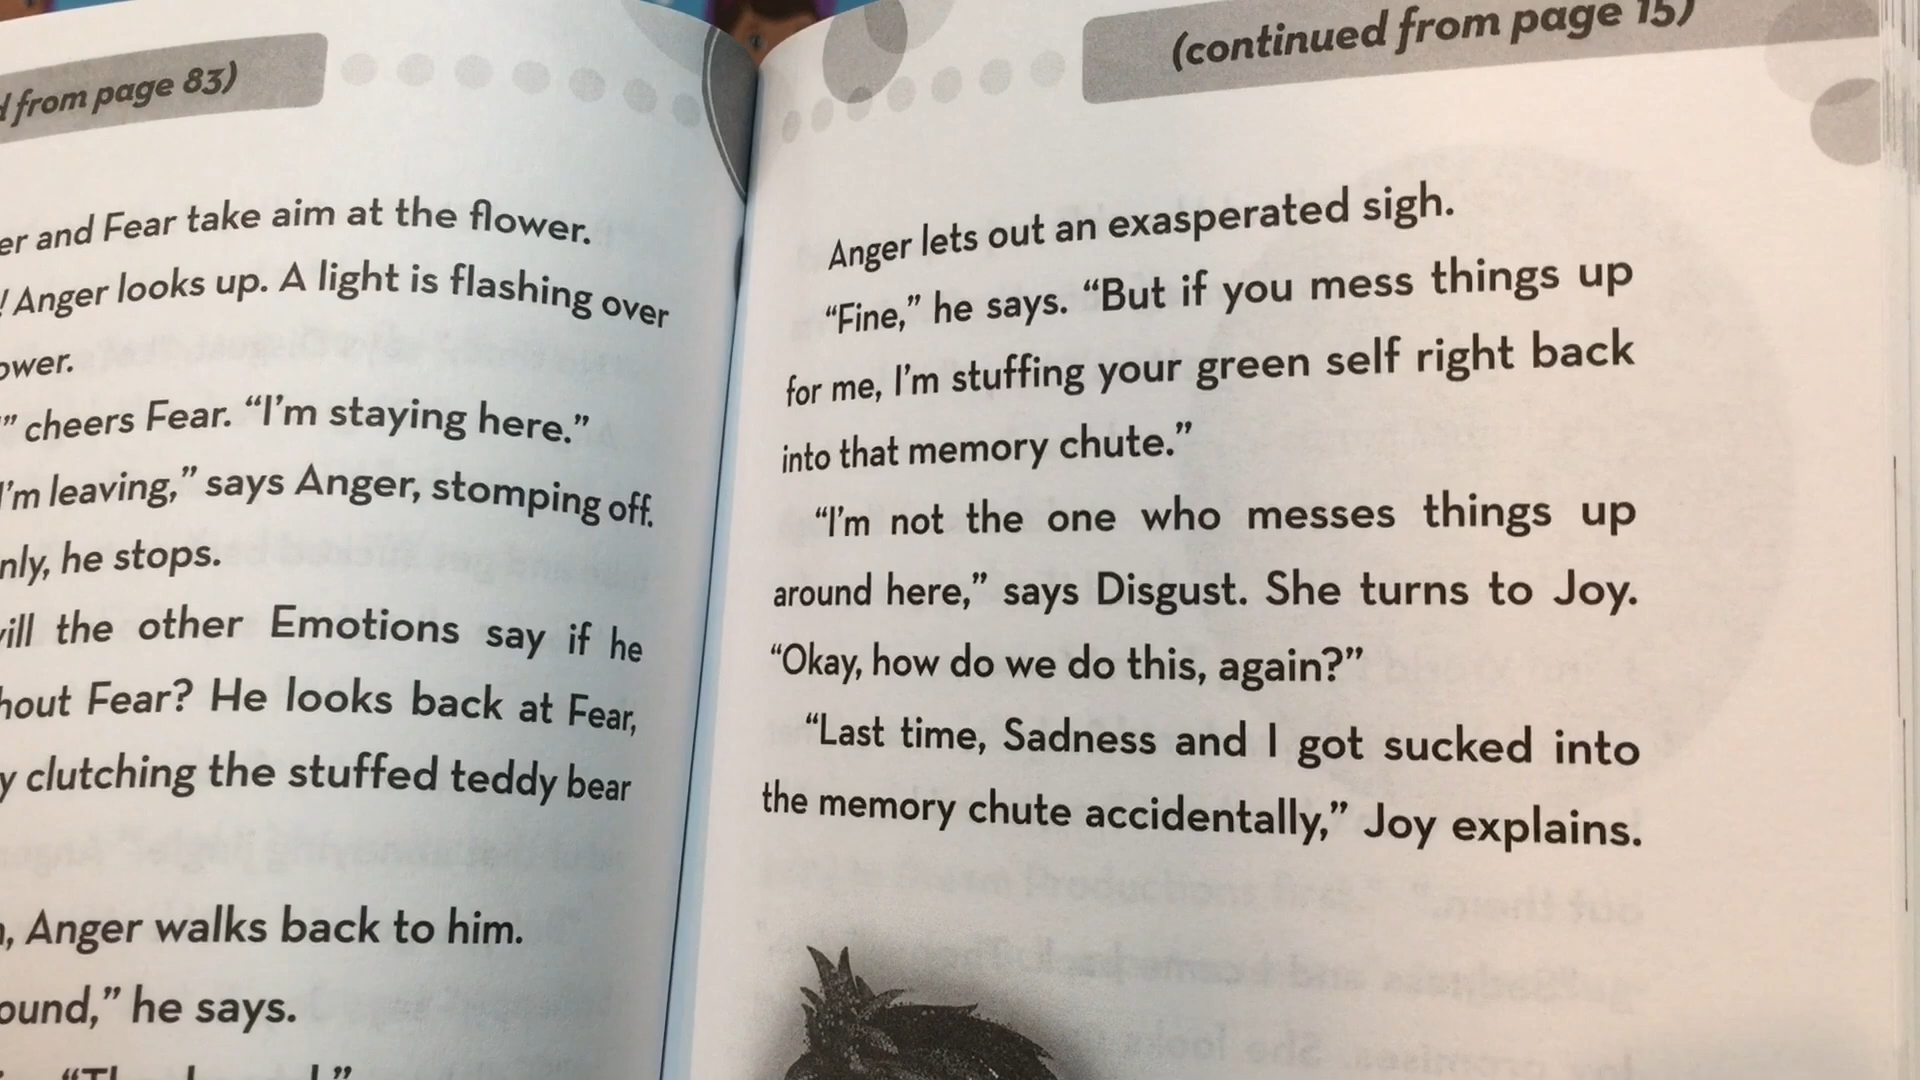 from page 83)
and Fear take aim at the flower.
Anger looks up. A light is flashing over
” cheers Fear. “I’m staying here.”
I’m leaving,” says Anger, stomping off.
he stops.
the other Emotions say if he
Fear? He looks back at Fear,
clutching the stuffed teddy bear
Anger walks back to him.
he says.
(continued from page 15)
Anger lets out an exasperated sigh.
“Fine,” he says. “But if you mess things up
for me, I’m stuffing your green self right back
into that memory chute.”
“I’m not the one who messes things up
around here,” says Disgust. She turns to Joy.
“Okay, how do we do this, again?”
“Last time, Sadness and I got sucked into
the memory chute accidentally,” Joy explains.